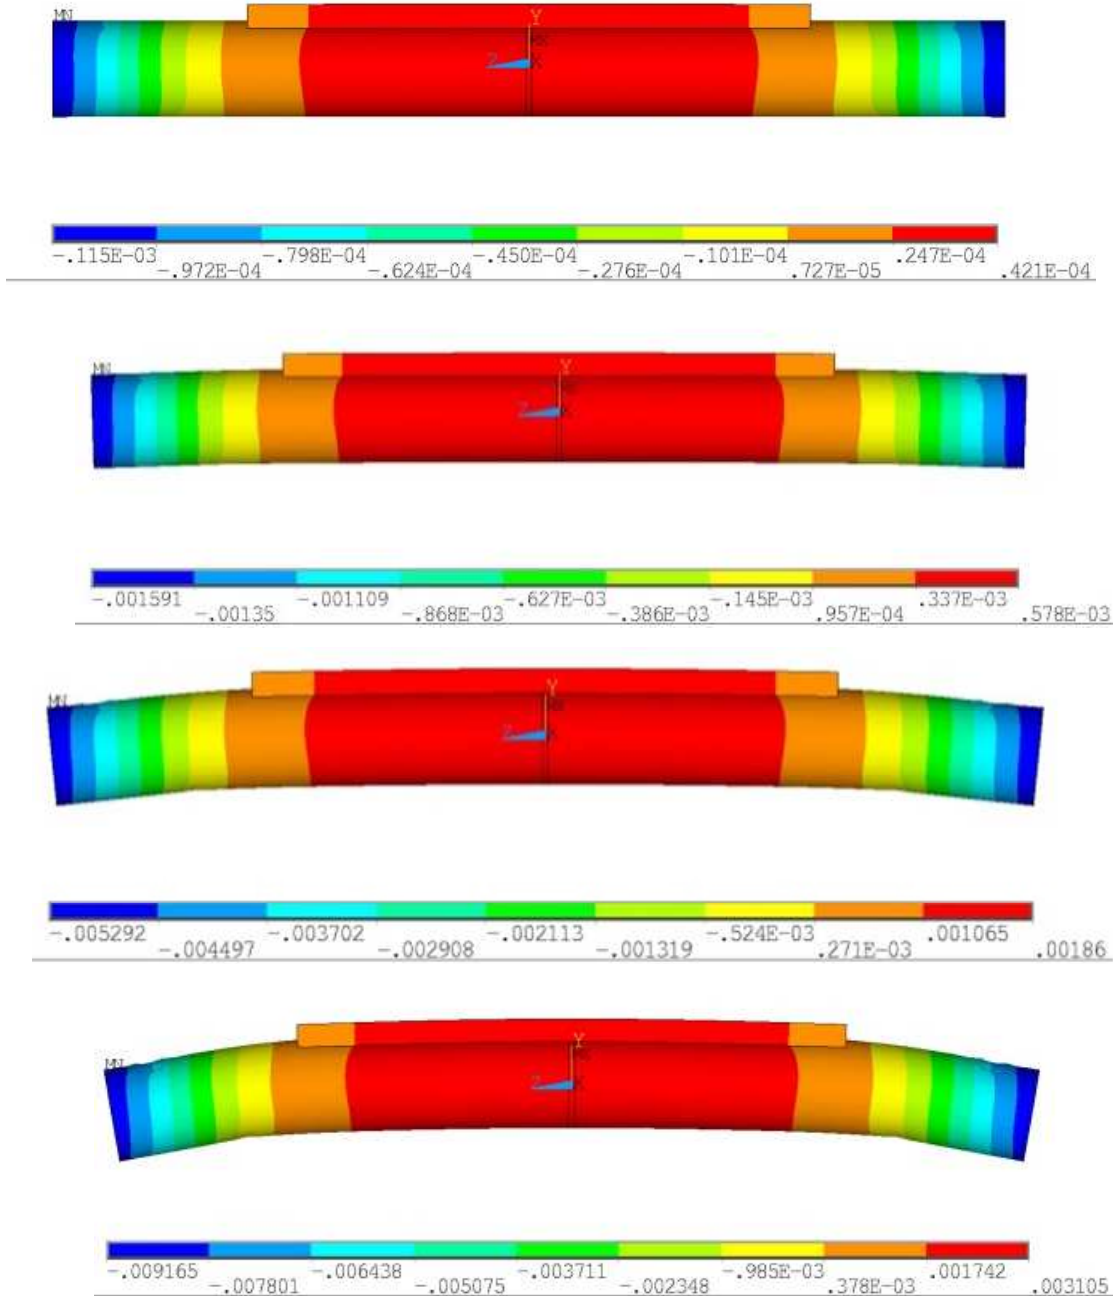 MN
Y
Z X
-.115E-03 -.798E-04 -.450E-04 -.101E-04 .247E-04
-.972E-04 -.624E-04 -.276E-04 .727E-05 .421E-04
MN
Y
Z X
-.001591 -.001109 -.627E-03 -.145E-03 .337E-03
-.00135 -.868E-03 -.386E-03 .957E-04 .578E-03
MN
Y
Z X
-.005292 -.003702 -.002113 -.524E-03 .001065
-.004497 -.002908 -.001319 .271E-03 .00186
MN
Y
Z X
-.009165 -.006438 -.003711 -.985E-03 .001742
-.007801 -.005075 -.002348 .378E-03 .003105